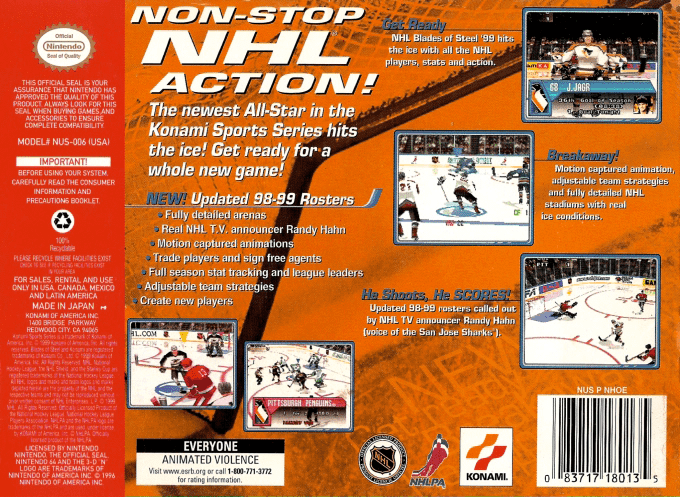 Official
Nintendo
Seal of Quality
THIS OFFICIAL SEAL IS YOUR
ASSURANCE THAT NINTENDO HAS
APPROVED THE QUALITY OF THIS
PRODUCT. ALWAYS LOOK FOR THIS
SEAL WHEN BUYING GAMES AND
ACCESSORIES TO ENSURE
COMPLETE COMPATIBILITY.
MODEL# NUS-006 (USA)
IMPORTANT!
BEFORE USING YOUR SYSTEM,
CAREFULLY READ THE CONSUMER
INFORMATION AND
PRECAUTIONS BOOKLET.
100%
Recyclable
PLEASE RECYCLE WHERE FACILITIES EXIST
FOR SALES, RENTAL AND USE
ONLY IN USA, CANADA, MEXICO
AND LATIN AMERICA
MADE IN JAPAN
KONAMI OF AMERICA INC.
1400 BRIDGE PARKWAY
REDWOOD CITY, CA 94065
LICENSED BY NINTENDO
NINTENDO, THE OFFICIAL SEAL,
NINTENDO 64 AND THE 3-D "N"
LOGO ARE TRADEMARKS OF
NINTENDO OF AMERICA INC. © 1996
NINTENDO OF AMERICA INC.
NON-STOP
NHL
ACTION!
The newest All-Star in the
Konami Sports Series hits
the ice! Get ready for a
whole new game!
NEW! Updated 98-99 Rosters
Fully detailed arenas
Real NHL T.V. announcer Randy Hahn
Motion captured animations
Trade players and sign free agents
Full season stat tracking and league leaders
Adjustable team strategies
Create new players
Get Ready
NHL Blades of Steel '99 hits
the ice with all the NHL
players, stats and action.
68 J.JAGR
Breakaway!
Motion captured animation,
adjustable team strategies
and fully detailed NHL
stadiums with real
ice conditions.
He Shoots, He SCORES!
Updated 98-99 rosters called out
by NHL TV announcer Randy Hahn
(voice of the San Jose Sharks®).
PITTSBURGH PENGUINS
EVERYONE
ANIMATED VIOLENCE
Visit www.esrb.org or call 1-800-771-3772
for rating information.
NHL
NHLPA
KONAMI
NUS P NHOE
0 83717 18013 5